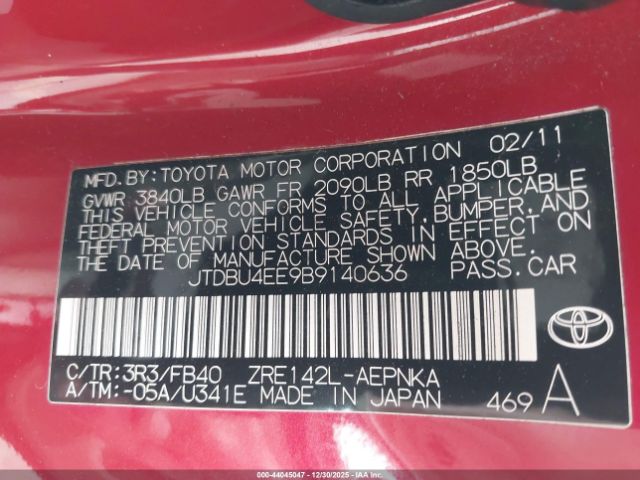 MFD. BY: TOYOTA MOTOR CORPORATION 02/11
GVWR 3840LB GAWR FR 2090LB RR 1850LB
THIS VEHICLE CONFORMS TO ALL APPLICABLE
FEDERAL MOTOR VEHICLE SAFETY, BUMPER, AND
THEFT PREVENTION STANDARDS IN EFFECT ON
THE DATE OF MANUFACTURE SHOWN ABOVE.
JTDBU4EE9B9140636 PASS. CAR
C/TR: 3R3/FB40 ZRE142L-AEPNKA
A/TM: -05A/U341E MADE IN JAPAN 469 A
TOYOTA
000-44045047 - 12/30/2025 - IAAI